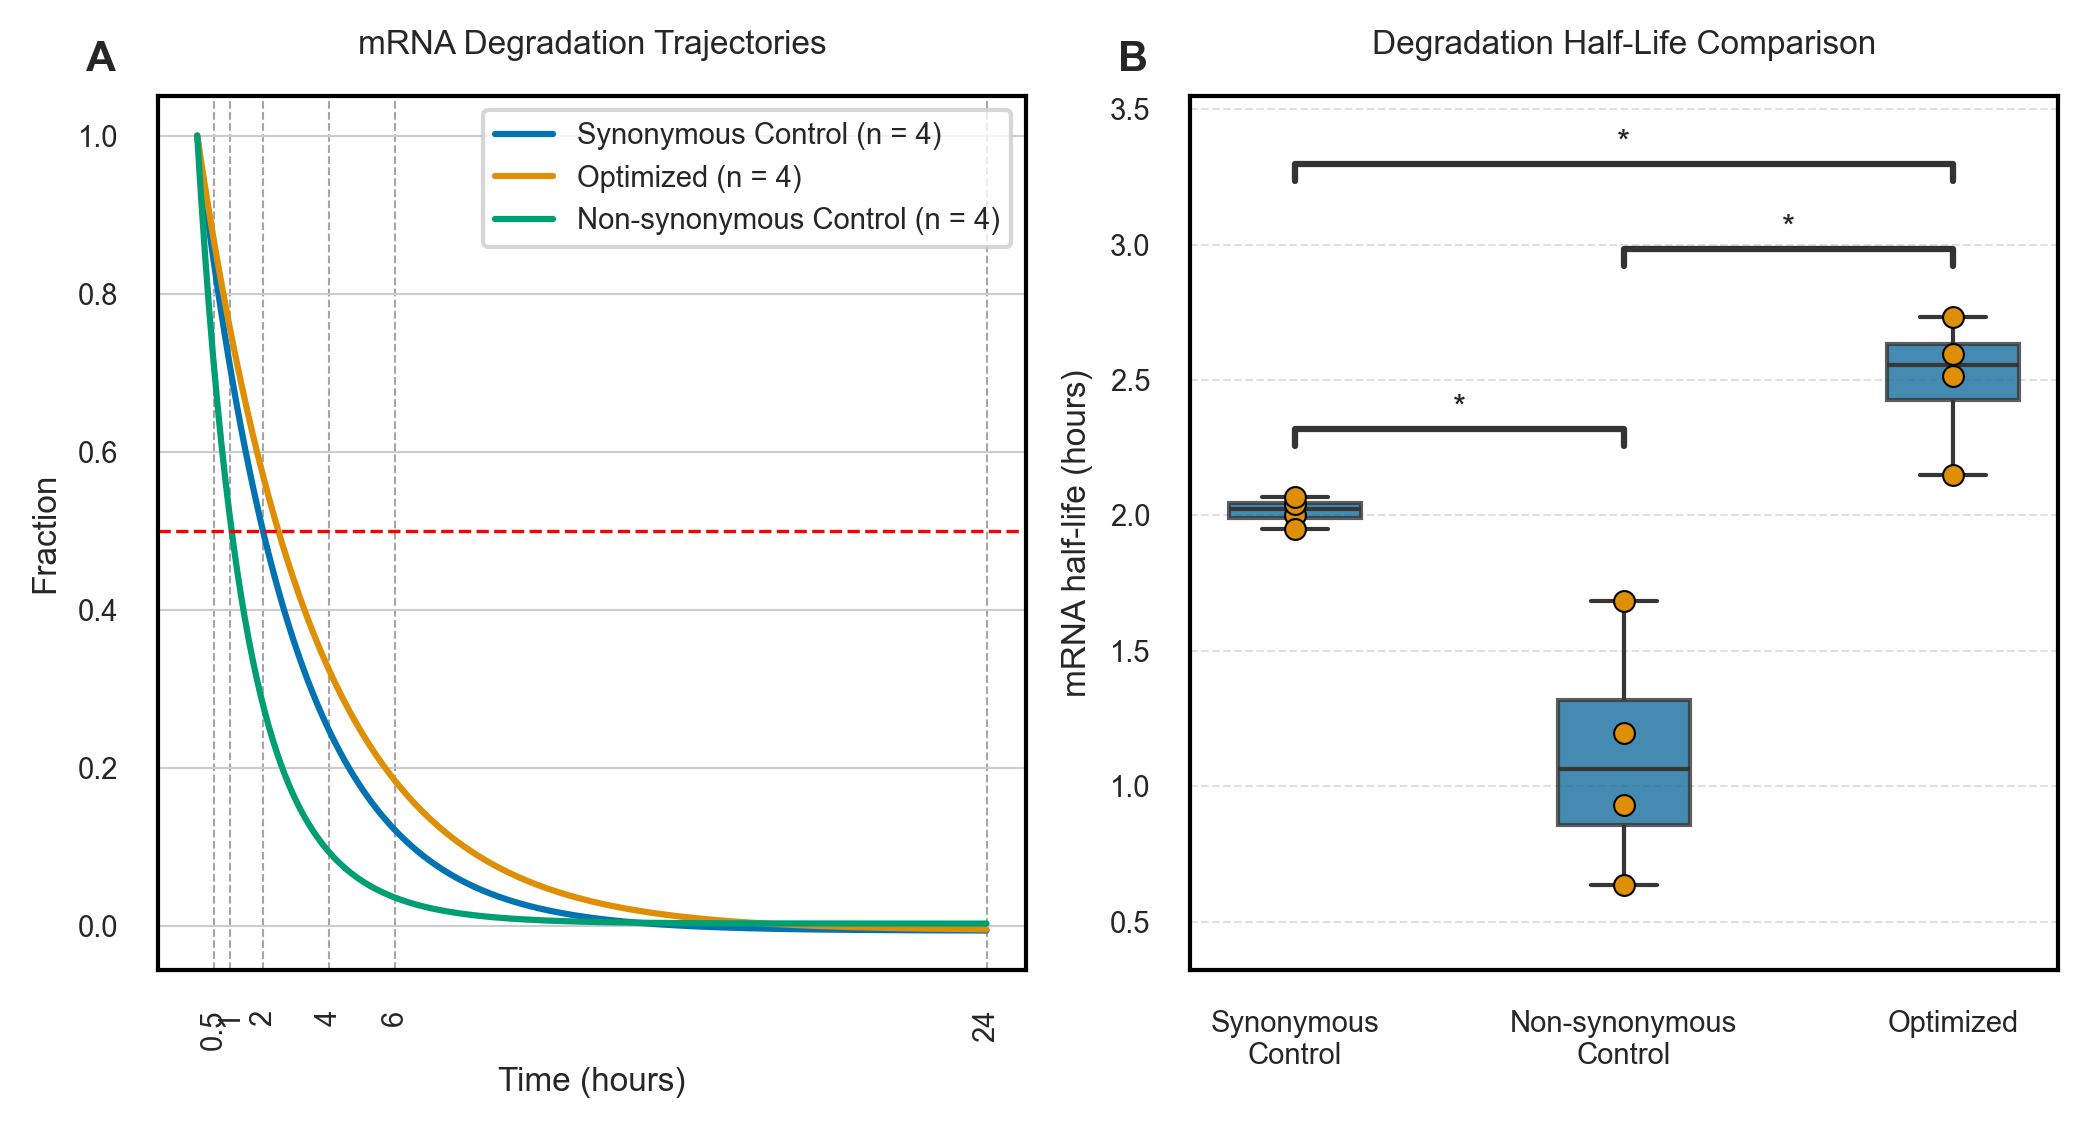 A
mRNA Degradation Trajectories
Synonymous Control (n = 4)
Optimized (n = 4)
Non-synonymous Control (n = 4)
1.0
0.8
0.6
0.4
0.2
0.0
Fraction
0.5
1
2
4
6
24
Time (hours)
B
Degradation Half-Life Comparison
3.5
3.0
2.5
2.0
1.5
1.0
0.5
mRNA half-life (hours)
*
*
*
Synonymous
Control
Non-synonymous
Control
Optimized